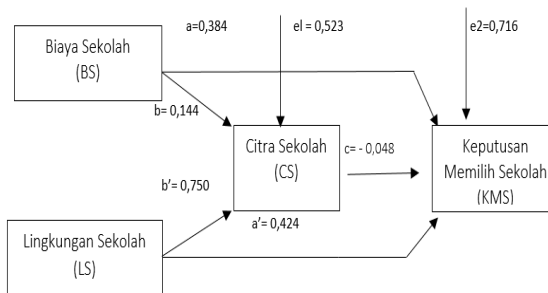 a=0,384
el = 0,523
e2=0,716
Biaya Sekolah
(BS)
b= 0,144
Citra Sekolah
(CS)
c= - 0,048
Keputusan
Memilih Sekolah
(KMS)
b’= 0,750
a’= 0,424
Lingkungan Sekolah
(LS)